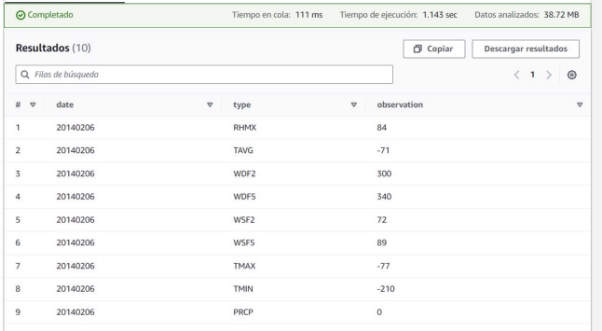 Completado Tiempo en cola: 111 ms Tiempo de ejecución: 1.143 sec Datos analizados: 38.72 MB
Resultados (10) Copiar Descargar resultados
Filas de búsqueda 1
# date type observation
1 20140206 RHMX 84
2 20140206 TAVG -71
3 20140206 WDF2 300
4 20140206 WDF5 340
5 20140206 WSF2 72
6 20140206 WSF5 89
7 20140206 TMAX -77
8 20140206 TMIN -210
9 20140206 PRCP 0